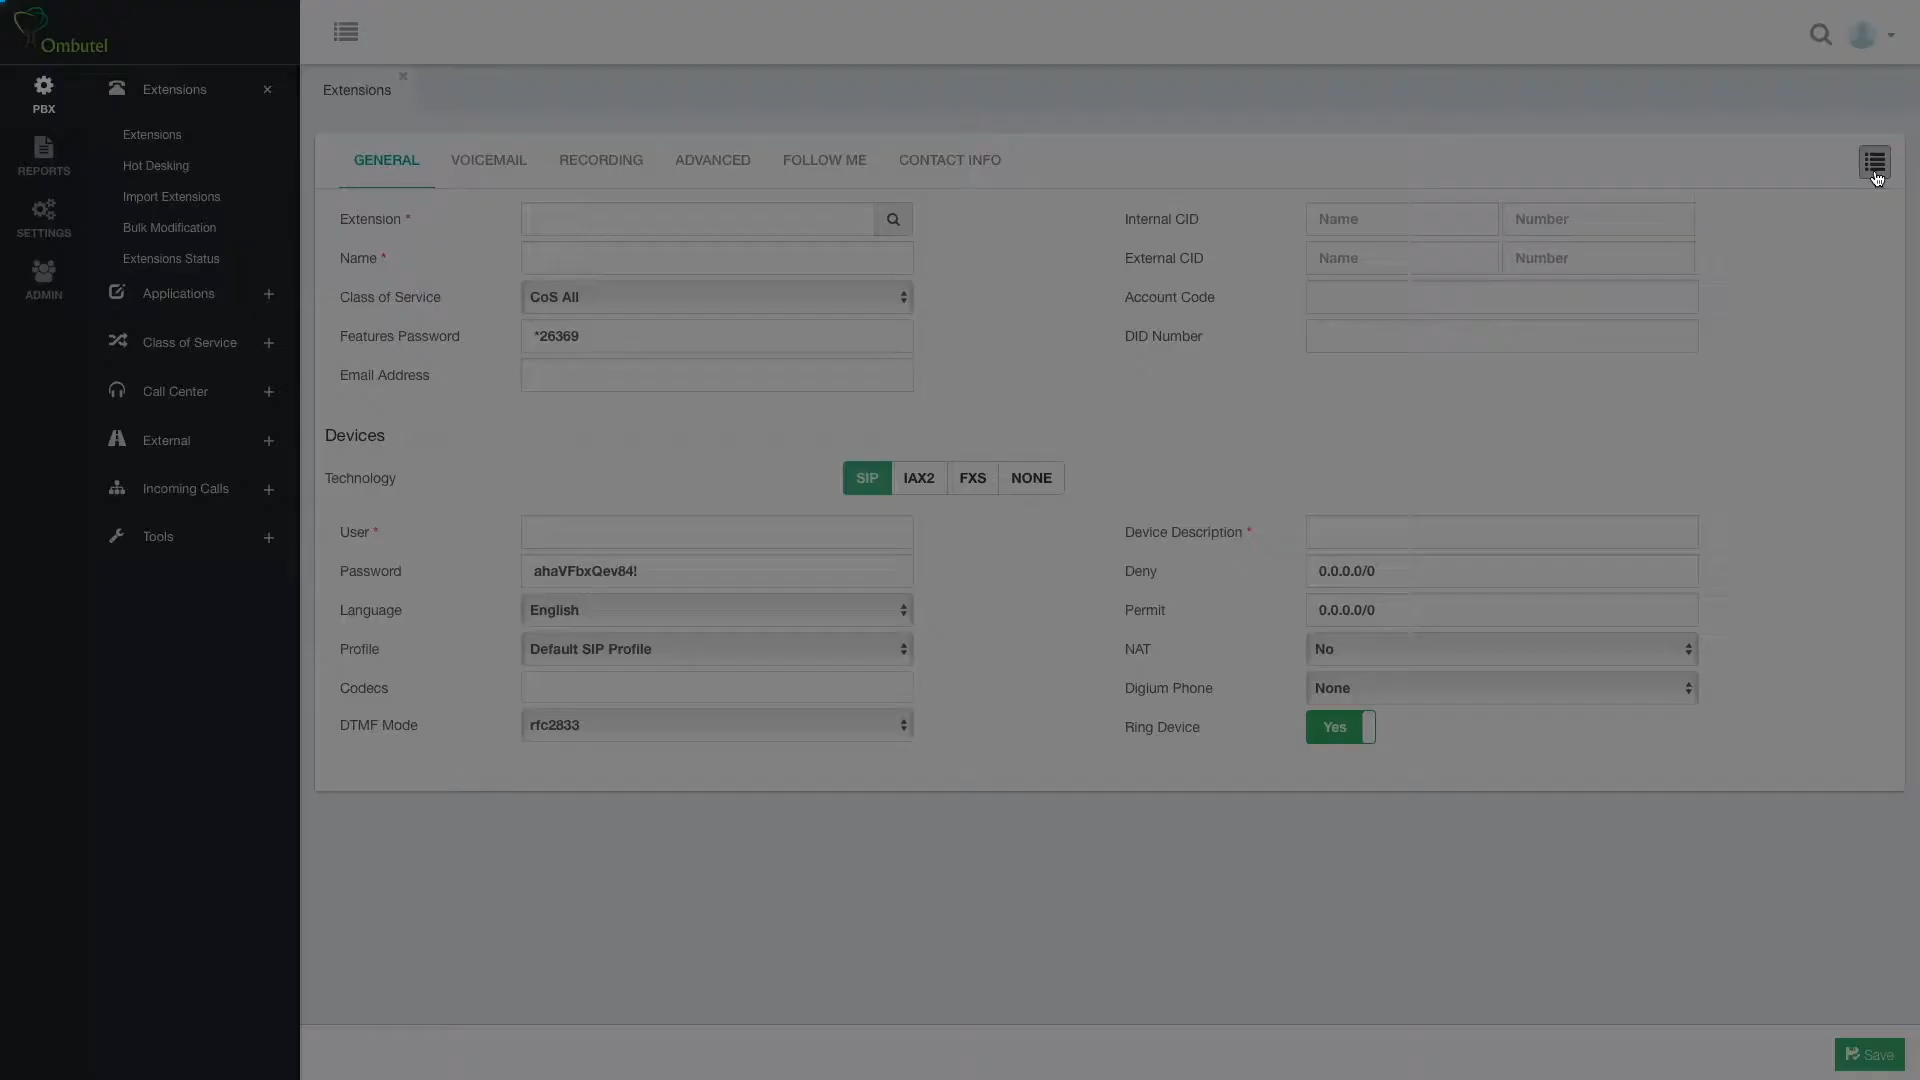 Ombutel
PBX
REPORTS
SETTINGS
ADMIN
Extensions
Extensions
Hot Desking
Import Extensions
Bulk Modification
Extensions Status
Applications
Class of Service
Call Center
External
Incoming Calls
Tools
Extensions
GENERAL VOICEMAIL RECORDING ADVANCED FOLLOW ME CONTACT INFO
Extension *
Name *
Class of Service CoS All
Features Password *26369
Email Address
Internal CID Name Number
External CID Name Number
Account Code
DID Number
Devices
Technology SIP IAX2 FXS NONE
User *
Password ahaVFbxQev84!
Language English
Profile Default SIP Profile
Codecs
DTMF Mode rfc2833
Device Description *
Deny 0.0.0.0/0
Permit 0.0.0.0/0
NAT No
Digium Phone None
Ring Device Yes
Save